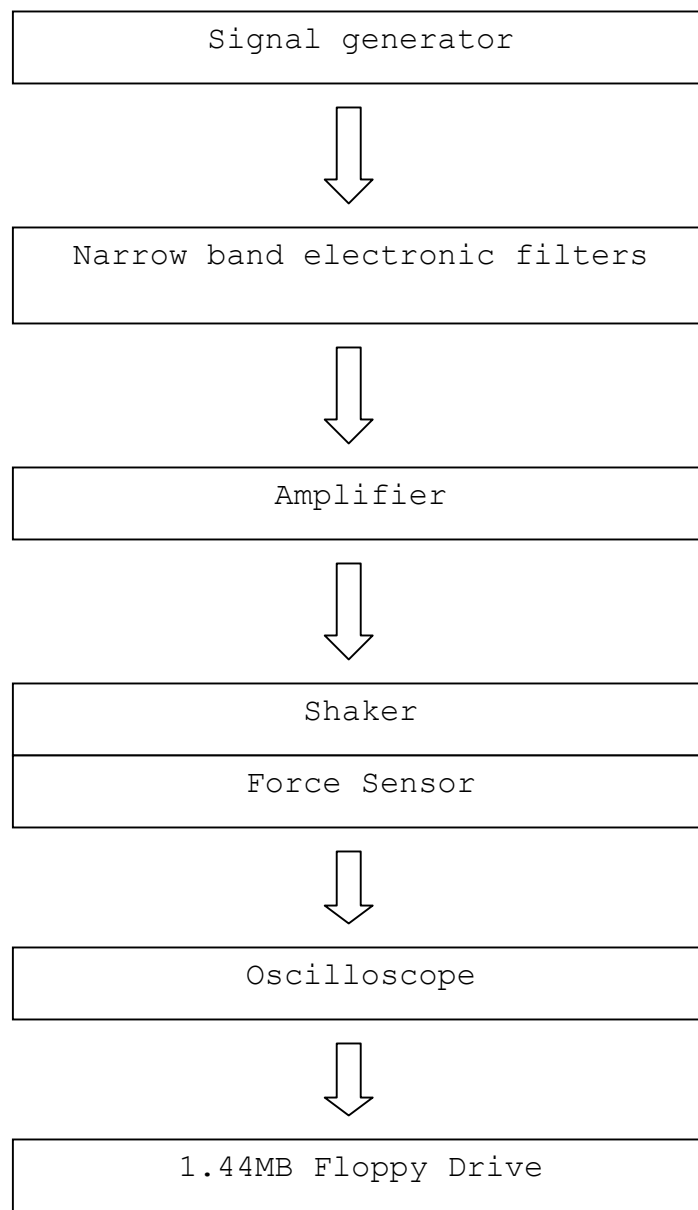 Signal generator
Narrow band electronic filters
Amplifier
Shaker
Force Sensor
Oscilloscope
1.44MB Floppy Drive